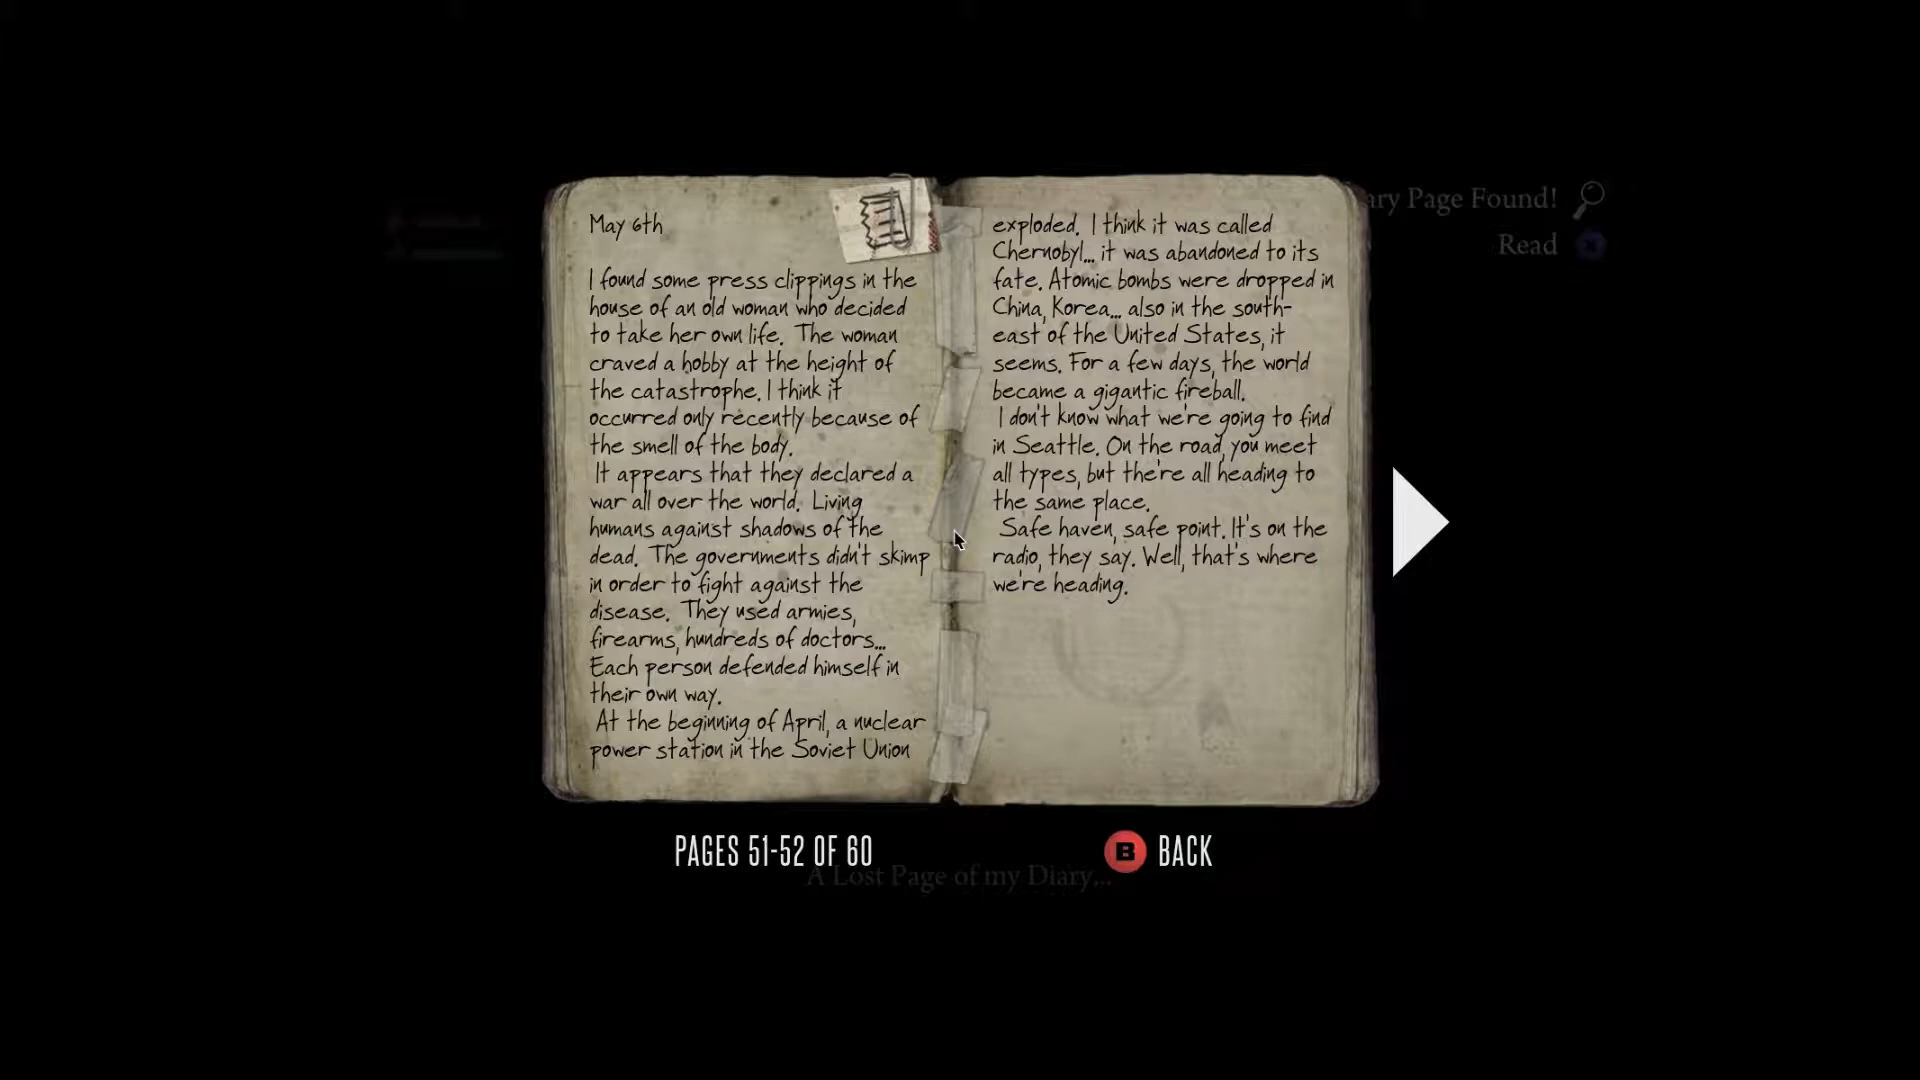 May 6th
I found some press clippings in the
house of an old woman who decided
to take her own life. The woman
craved a hobby at the height of
the catastrophe. I think it
occurred only recently because of
the smell of the body.
It appears that they declared a
war all over the world. Living
humans against shadows of the
dead. The governments didn't skimp
in order to fight against the
disease. They used armies,
firearms, hundreds of doctors...
Each person defended himself in
their own way.
At the beginning of April, a nuclear
power station in the Soviet Union
exploded. I think it was called
Chernobyl... it was abandoned to its
fate. Atomic bombs were dropped in
China, Korea... also in the south-
east of the United States, it
seems. For a few days, the world
became a gigantic fireball.
I don't know what we're going to find
in Seattle. On the road, you meet
all types, but there're all heading to
the same place.
Safe haven, safe point. It's on the
radio, they say. Well, that's where
we're heading.
ary Page Found!
Read
PAGES 51-52 OF 60
B BACK
A Lost Page of my Diary...